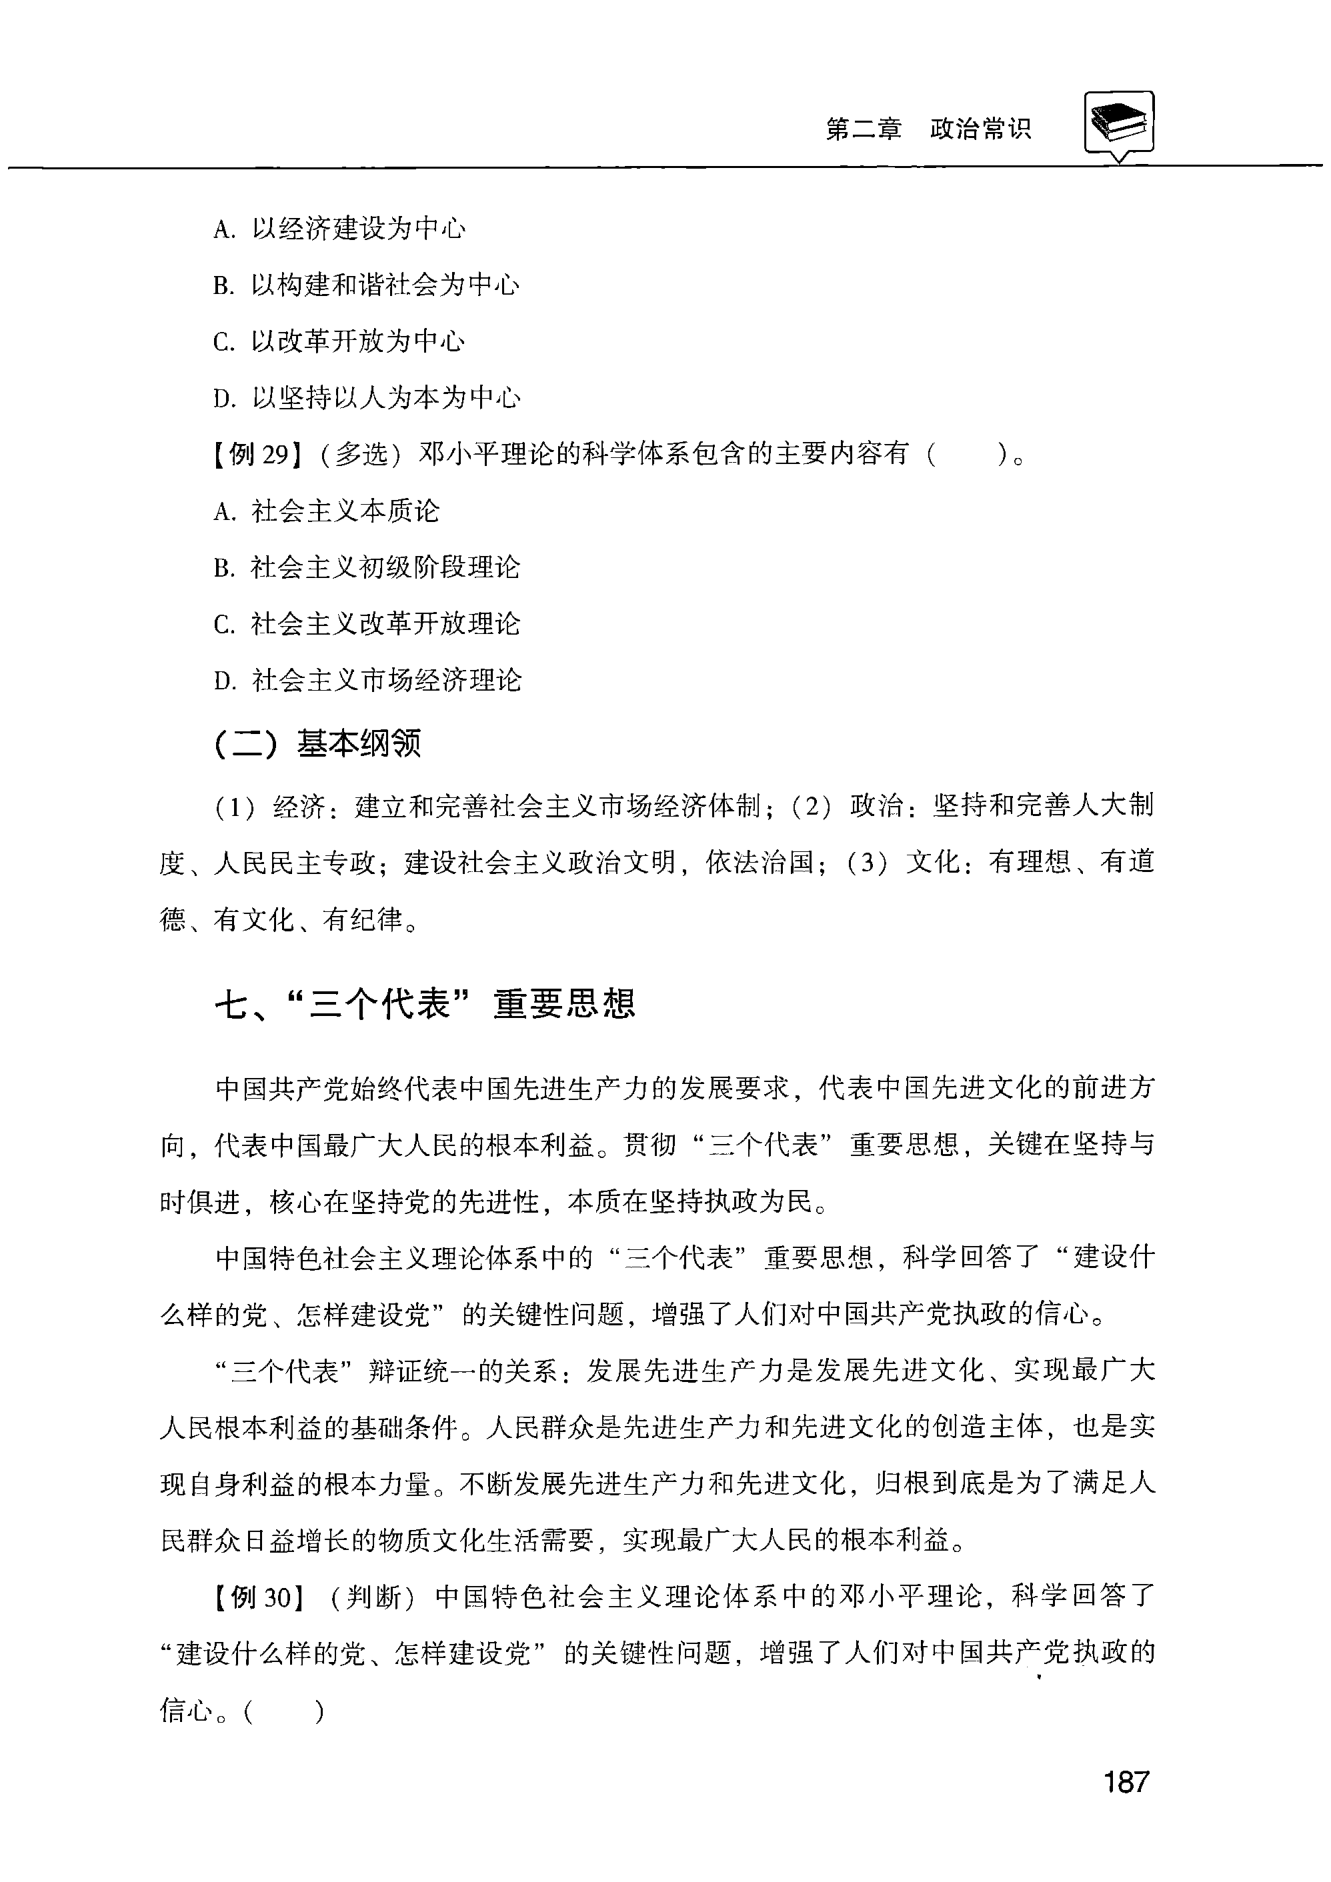 第二章 政治常识
A. 以经济建设为中心
B. 以构建和谐社会为中心
C. 以改革开放为中心
D. 以坚持以人为本为中心
【例 29】(多选) 邓小平理论的科学体系包含的主要内容有 (  )。
A. 社会主义本质论
B. 社会主义初级阶段理论
C. 社会主义改革开放理论
D. 社会主义市场经济理论
(二) 基本纲领
(1) 经济: 建立和完善社会主义市场经济体制; (2) 政治: 坚持和完善人大制
度、人民民主专政; 建设社会主义政治文明, 依法治国; (3) 文化: 有理想、有道
德、有文化、有纪律。
七、“三个代表” 重要思想
中国共产党始终代表中国先进生产力的发展要求, 代表中国先进文化的前进方
向, 代表中国最广大人民的根本利益。贯彻 “三个代表” 重要思想, 关键在坚持与
时俱进, 核心在坚持党的先进性, 本质在坚持执政为民。
中国特色社会主义理论体系中的 “三个代表” 重要思想, 科学回答了 “建设什
么样的党、怎样建设党” 的关键性问题, 增强了人们对中国共产党执政的信心。
“三个代表” 辩证统一的关系: 发展先进生产力是发展先进文化、实现最广大
人民根本利益的基础条件。人民群众是先进生产力和先进文化的创造主体, 也是实
现自身利益的根本力量。不断发展先进生产力和先进文化, 归根到底是为了满足人
民群众日益增长的物质文化生活需要, 实现最广大人民的根本利益。
【例 30】 (判断) 中国特色社会主义理论体系中的邓小平理论, 科学回答了
“建设什么样的党、怎样建设党” 的关键性问题, 增强了人们对中国共产党执政的
信心。(  )
187